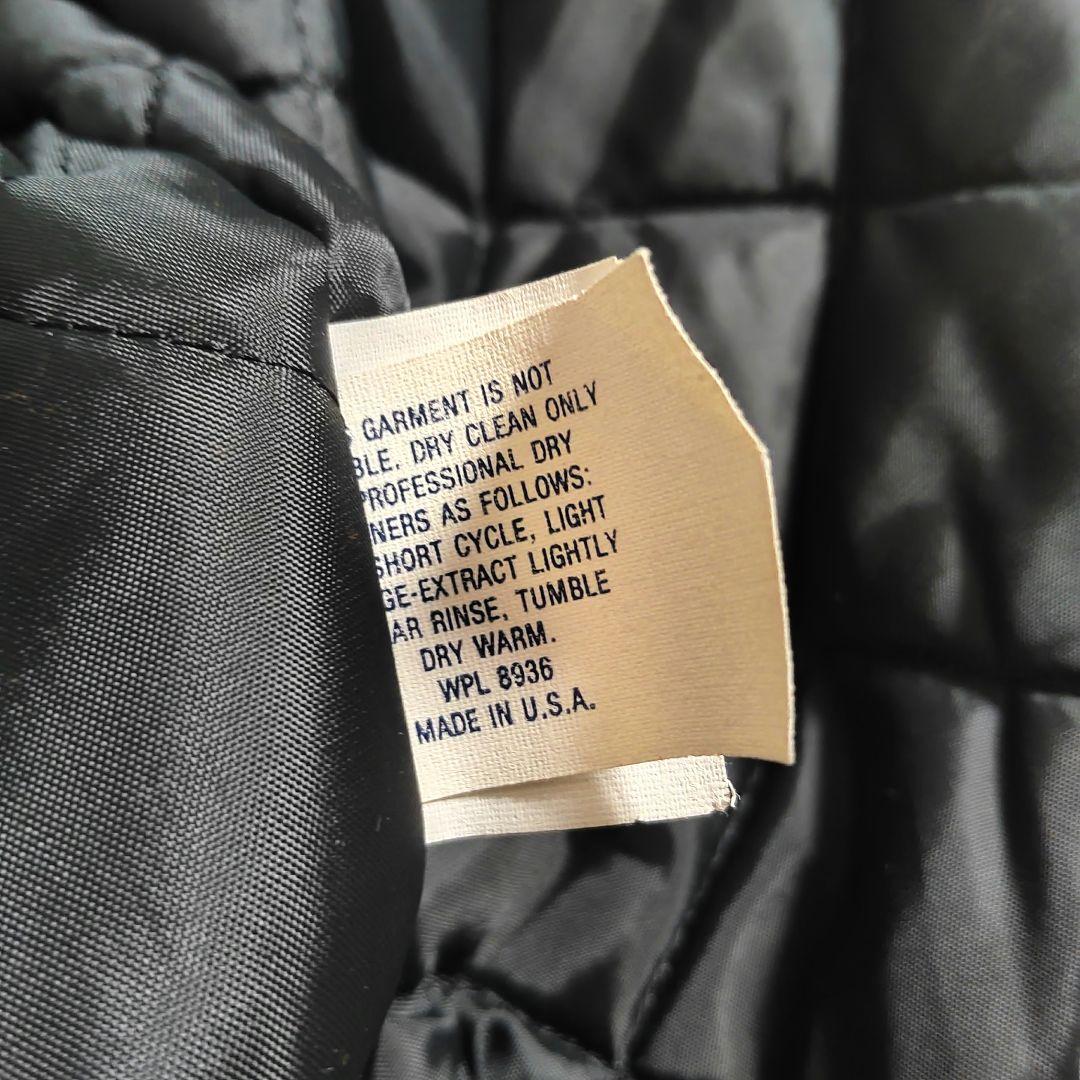 GARMENT IS NOT
BLE. DRY CLEAN ONLY
PROFESSIONAL DRY
NERS AS FOLLOWS:
SHORT CYCLE, LIGHT
GE-EXTRACT LIGHTLY
AR RINSE, TUMBLE
DRY WARM.
WPL 8936
MADE IN U.S.A.